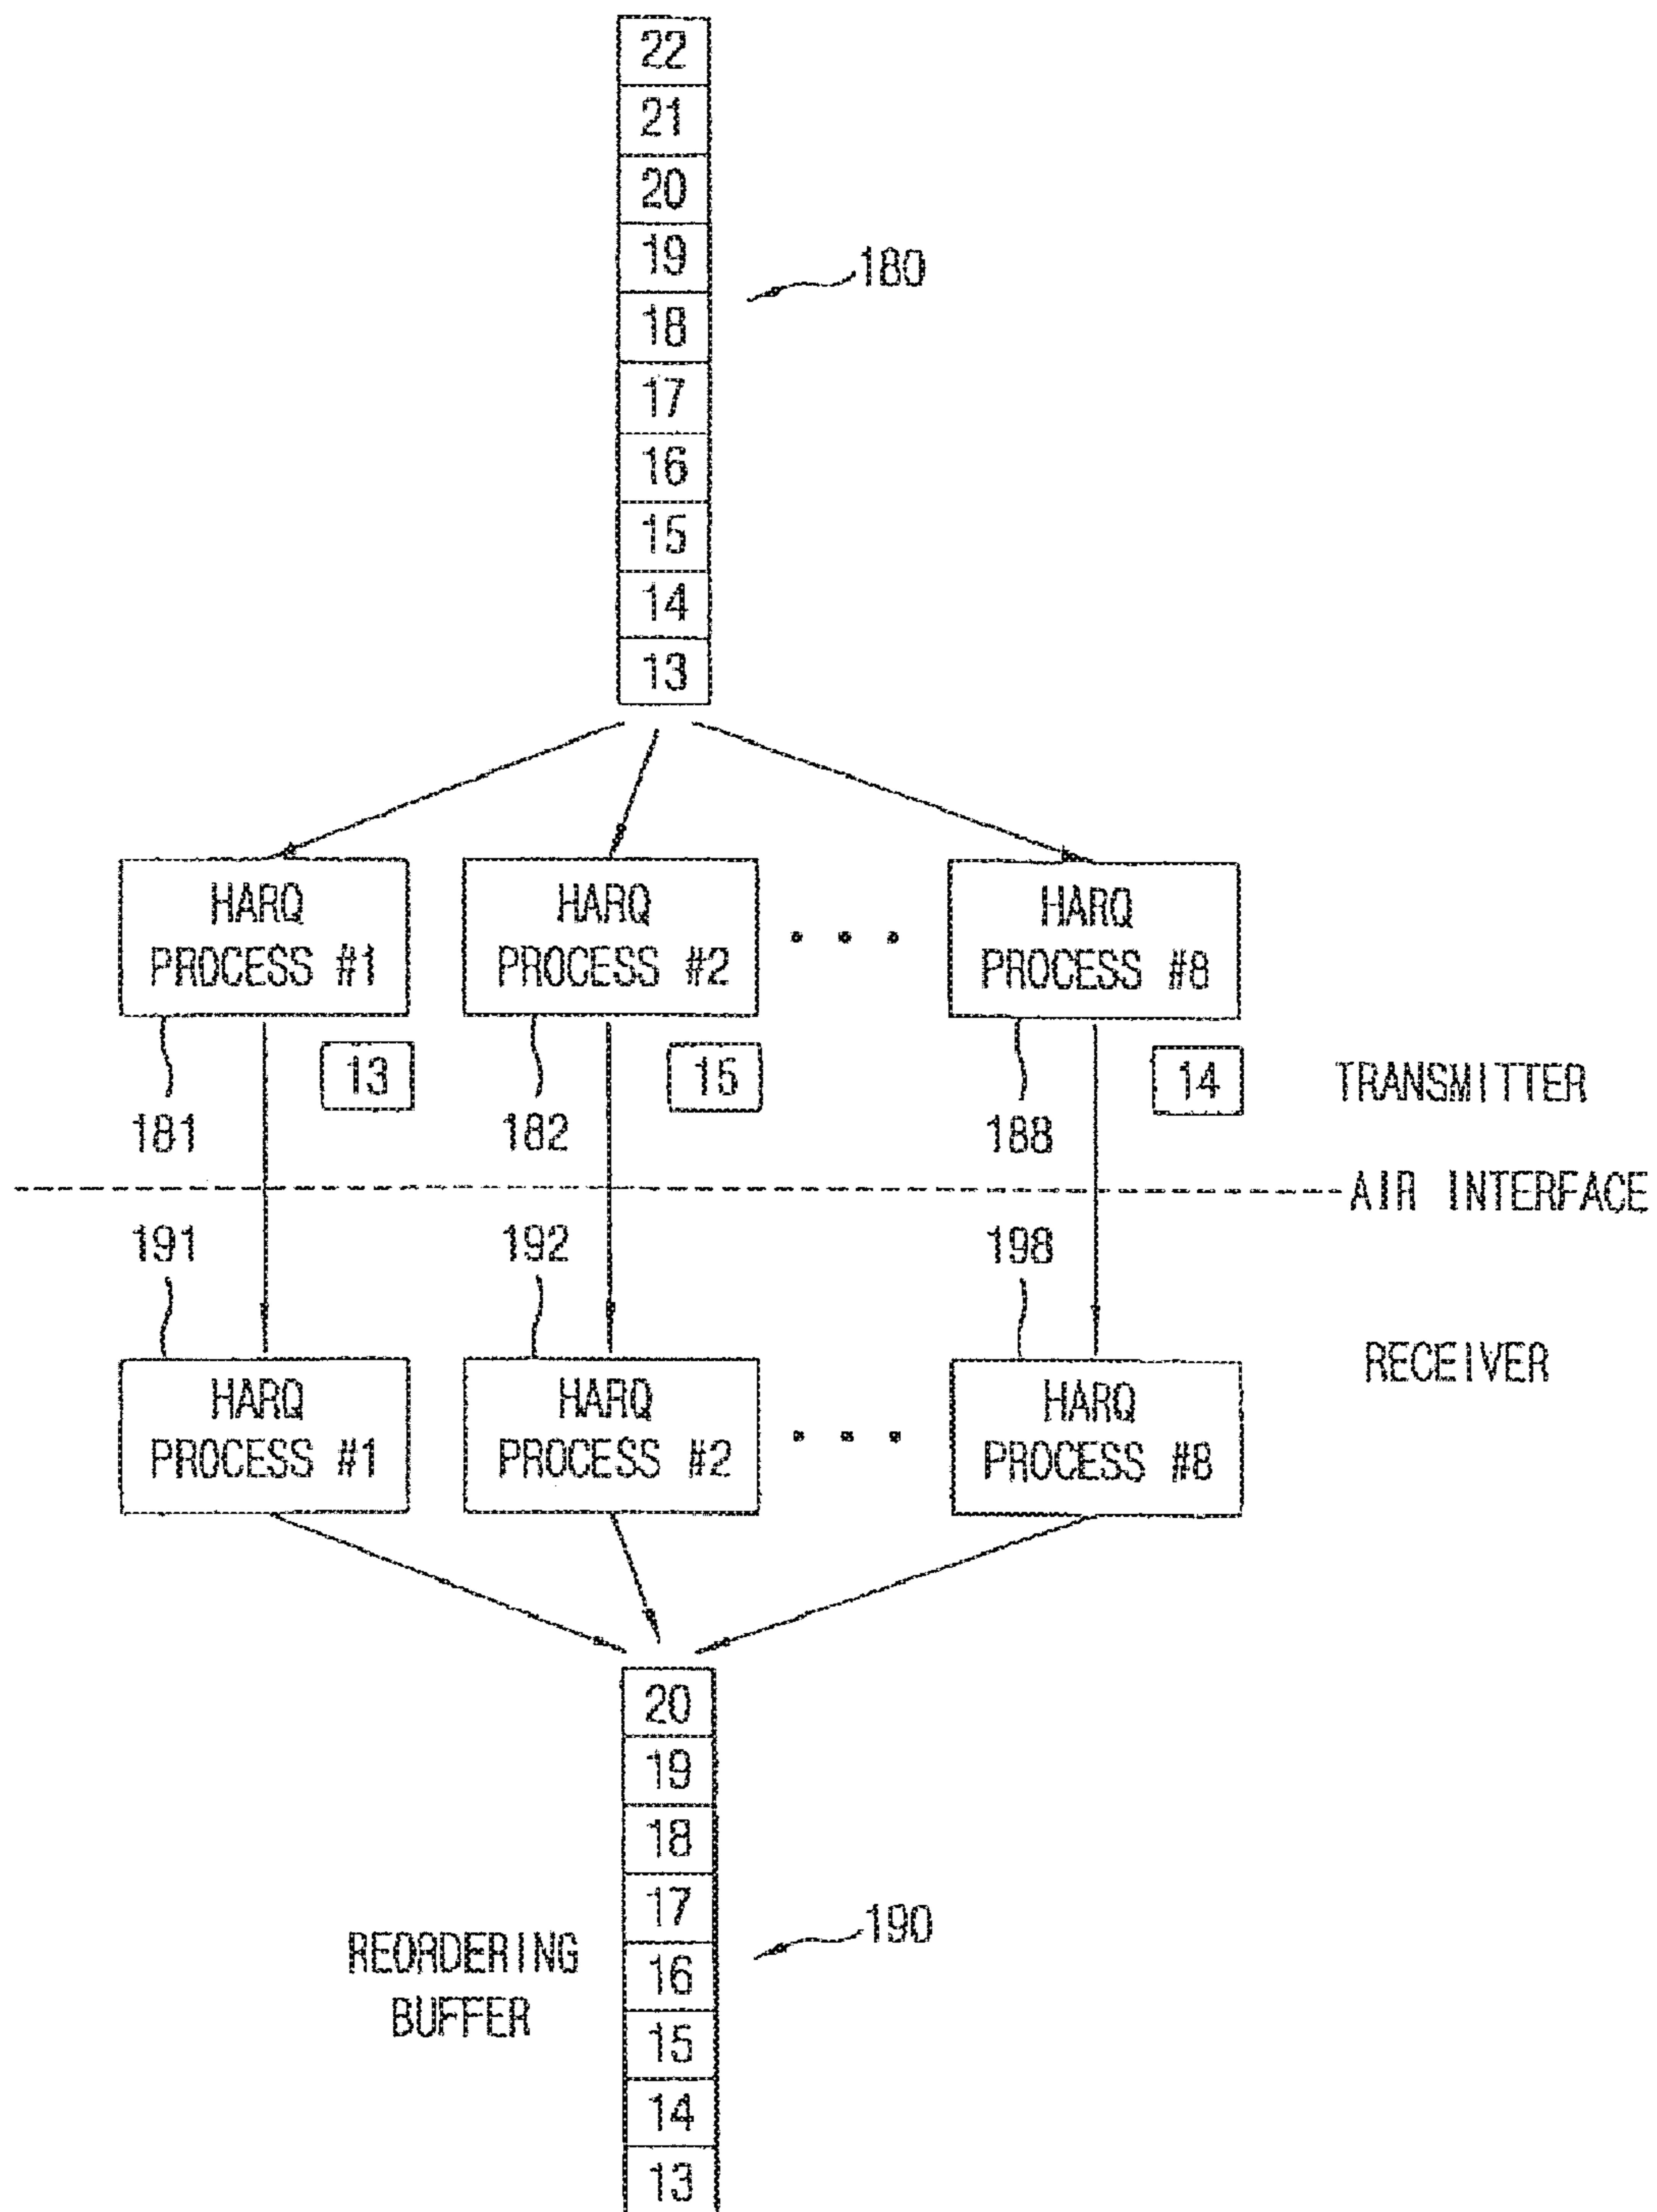 22
21
20
19
180
18
17
16
15
14
13
HARQ
PROCESS #1
HARQ
PROCESS #2
HARQ
PROCESS #8
13
15
14
TRANSMITTER
181
182
188
AIR INTERFACE
191
192
198
RECEIVER
HARQ
PROCESS #1
HARQ
PROCESS #2
HARQ
PROCESS #8
20
19
18
17
190
REORDERING
BUFFER
16
15
14
13